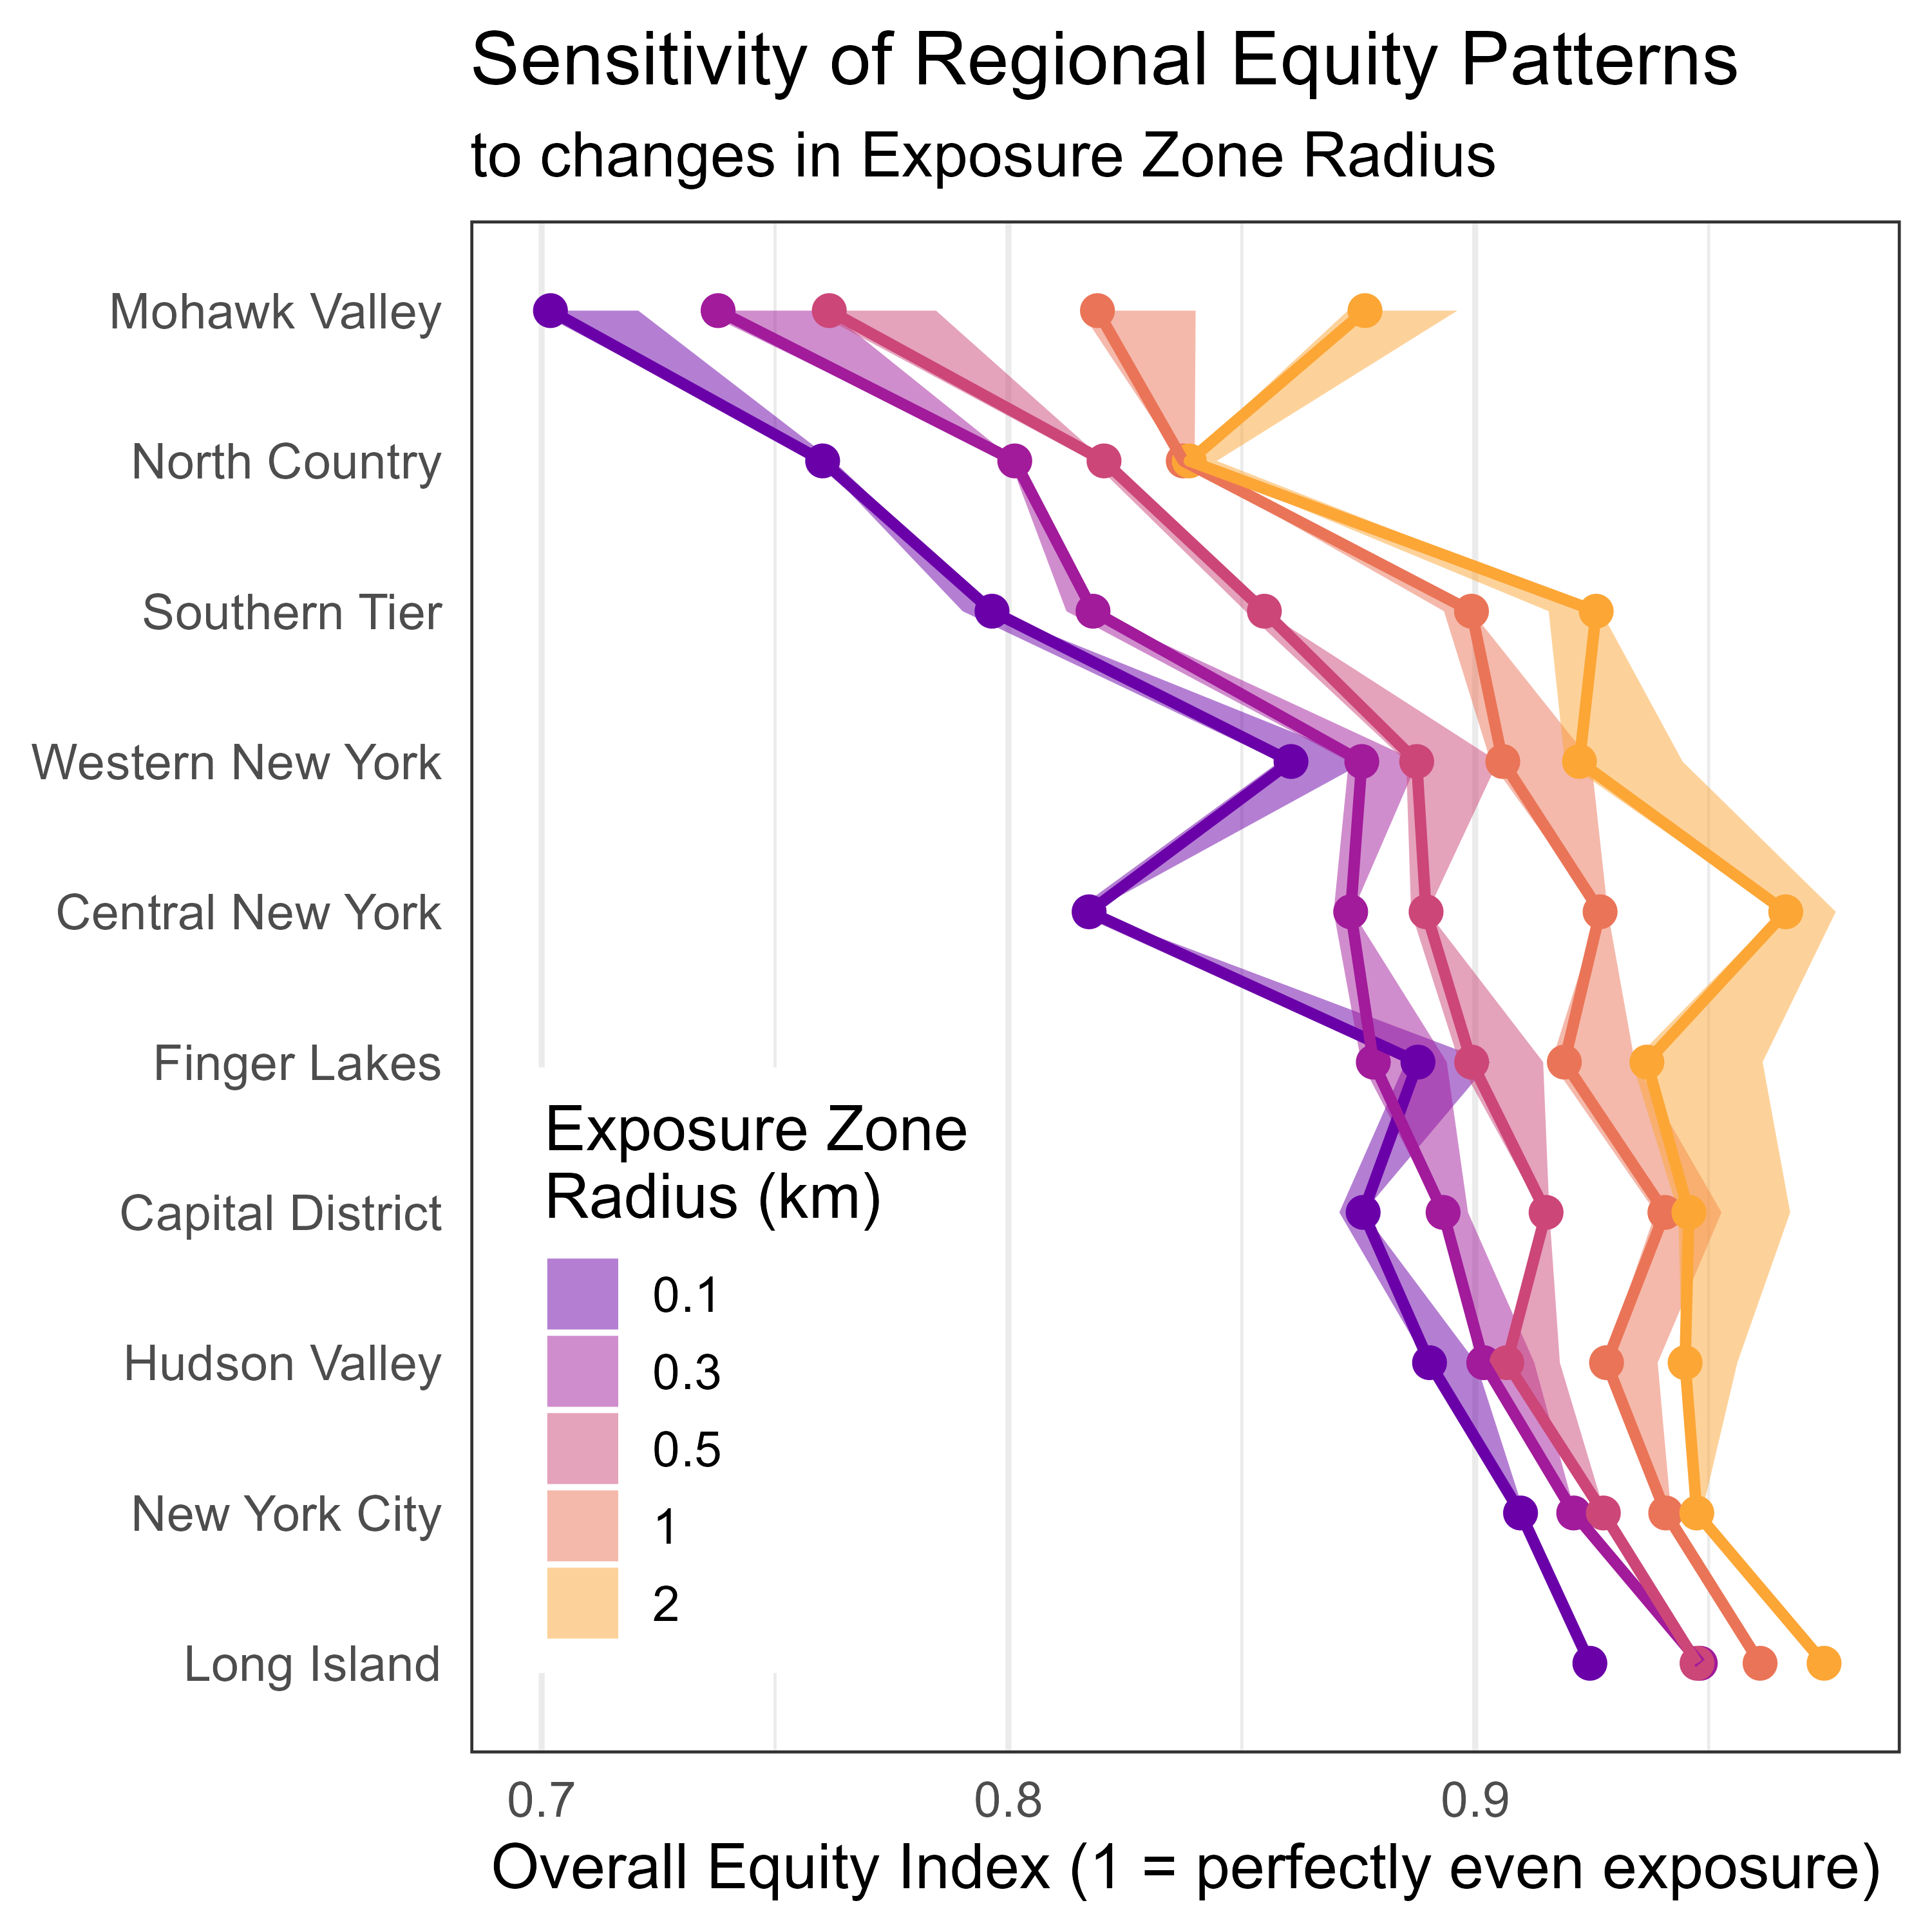 Sensitivity of Regional Equity Patterns
to changes in Exposure Zone Radius
Mohawk Valley
North Country
Southern Tier
Western New York
Central New York
Finger Lakes
Capital District
Hudson Valley
New York City
Long Island
Exposure Zone
Radius (km)
0.1
0.3
0.5
1
2
0.7 0.8 0.9
Overall Equity Index (1 = perfectly even exposure)